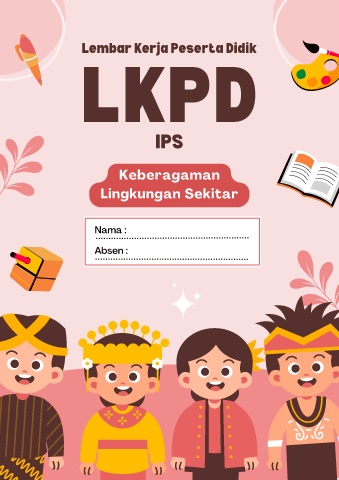 Lembar Kerja Peserta Didik
LKPD
IPS
Keberagaman
Lingkungan Sekitar
Nama :
Absen :